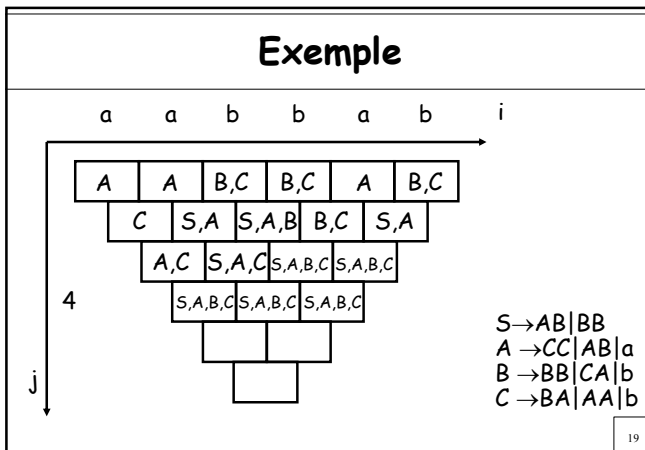 Exemple
a a b b a b i
A A B,C B,C A B,C
C S,A S,A,B B,C S,A
A,C S,A,C S,A,B,C S,A,B,C
4 S,A,B,C S,A,B,C S,A,B,C
j
S→AB|BB
A →CC|AB|a
B →BB|CA|b
C →BA|AA|b
19